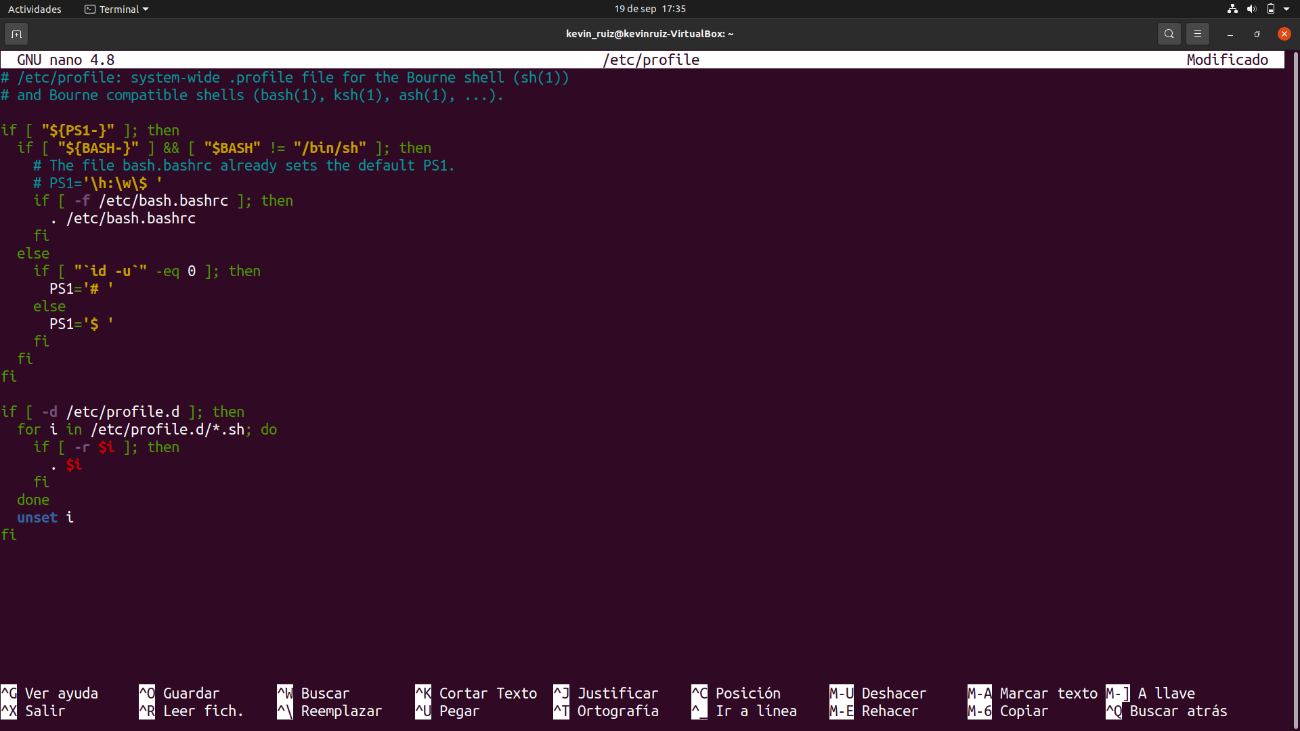 Actividades Terminal 19 de sep 17:35
kevin_ruiz@kevinruiz-VirtualBox: ~
GNU nano 4.8 /etc/profile Modificado
# /etc/profile: system-wide .profile file for the Bourne shell (sh(1))
# and Bourne compatible shells (bash(1), ksh(1), ash(1), ...).

if [ "${PS1-}" ]; then
  if [ "${BASH-}" ] && [ "$BASH" != "/bin/sh" ]; then
    # The file bash.bashrc already sets the default PS1.
    # PS1='\h:\w\$ '
    if [ -f /etc/bash.bashrc ]; then
      . /etc/bash.bashrc
    fi
  else
    if [ "`id -u`" -eq 0 ]; then
      PS1='# '
    else
      PS1='$ '
    fi
  fi
fi

if [ -d /etc/profile.d ]; then
  for i in /etc/profile.d/*.sh; do
    if [ -r $i ]; then
      . $i
    fi
  done
  unset i
fi

^G Ver ayuda ^O Guardar ^W Buscar ^K Cortar Texto ^J Justificar ^C Posición M-U Deshacer M-A Marcar texto M-] A llave
^X Salir ^R Leer fich. ^\ Reemplazar ^U Pegar ^T Ortografía ^_ Ir a línea M-E Rehacer M-6 Copiar ^Q Buscar atrás